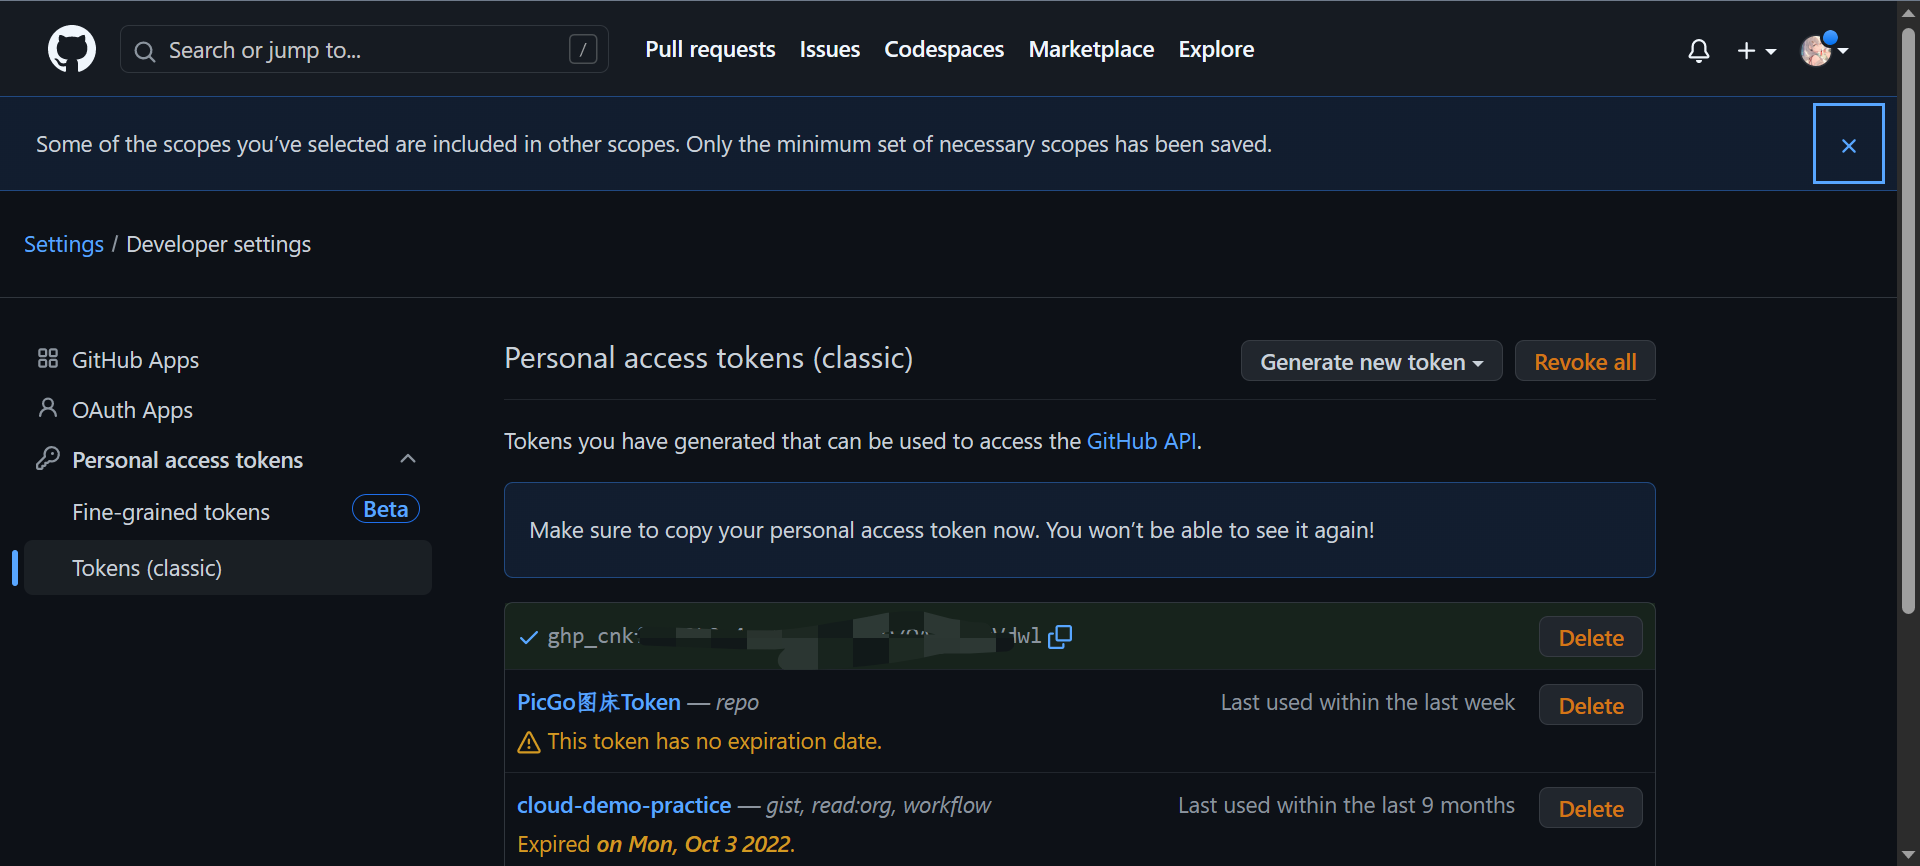 Search or jump to... /
Pull requests Issues Codespaces Marketplace Explore
Some of the scopes you’ve selected are included in other scopes. Only the minimum set of necessary scopes has been saved.
Settings / Developer settings
GitHub Apps
OAuth Apps
Personal access tokens
Fine-grained tokens Beta
Tokens (classic)
Personal access tokens (classic)
Generate new token
Revoke all
Tokens you have generated that can be used to access the GitHub API.
Make sure to copy your personal access token now. You won’t be able to see it again!
Delete
PicGo图床Token — repo
Last used within the last week
Delete
This token has no expiration date.
cloud-demo-practice — gist, read:org, workflow
Last used within the last 9 months
Delete
Expired on Mon, Oct 3 2022.